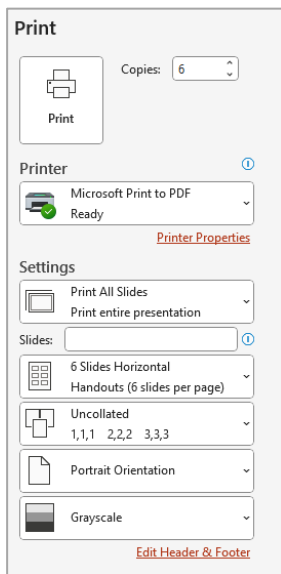 Print
Copies: 6
Print
Printer
Microsoft Print to PDF
Ready
Printer Properties
Settings
Print All Slides
Print entire presentation
Slides:
6 Slides Horizontal
Handouts (6 slides per page)
Uncollated
1,1,1 2,2,2 3,3,3
Portrait Orientation
Grayscale
Edit Header & Footer